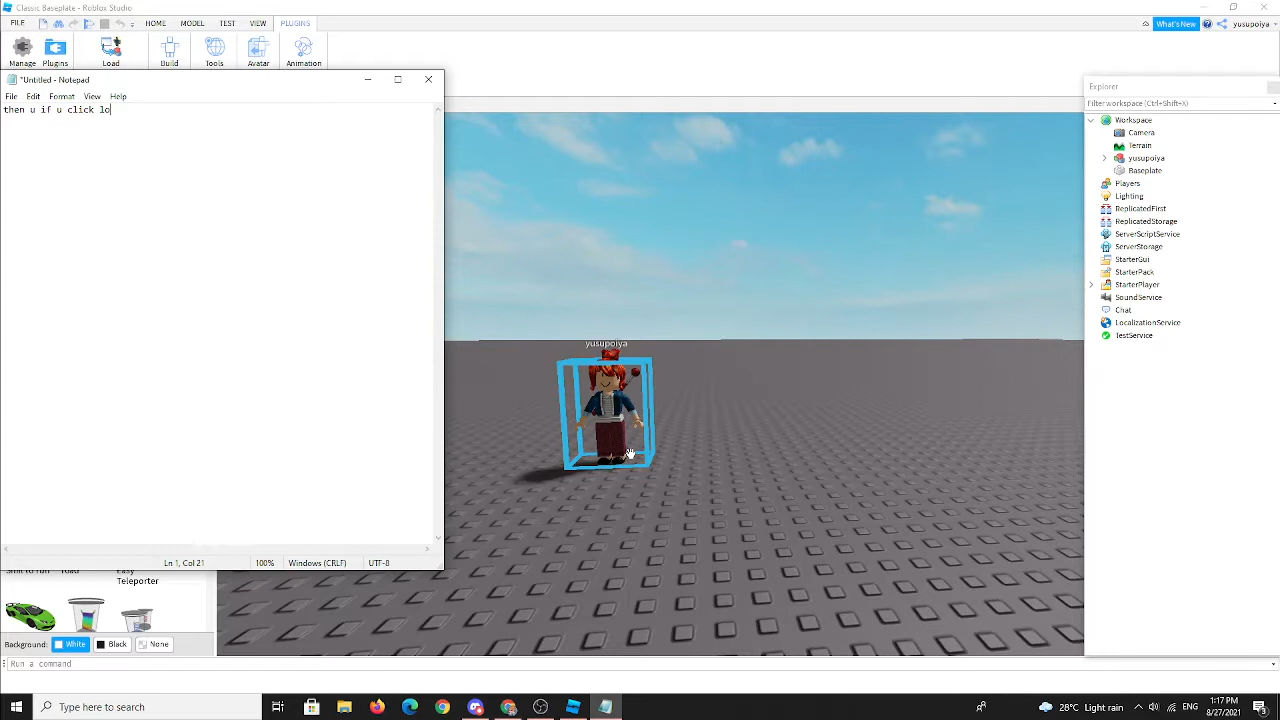 Classic Baseplate - Roblox Studio
FILE HOME MODEL TEST VIEW PLUGINS
What's New yusupoiya
Manage Plugins Load Build Tools Avatar Animation
*Untitled - Notepad
File Edit Format View Help
then u if u click lo
Ln 1, Col 21 100% Windows (CRLF) UTF-8
Explorer
Filter workspace (Ctrl+Shift+X)
Workspace
Camera
Terrain
yusupoiya
Baseplate
Players
Lighting
ReplicatedFirst
ReplicatedStorage
ServerScriptService
ServerStorage
StarterGui
StarterPack
StarterPlayer
SoundService
Chat
LocalizationService
TestService
yusupoiya
Easy
Teleporter
Background: White Black None
Run a command
Type here to search
28°C Light rain ENG 1:17 PM
8/27/2021
3